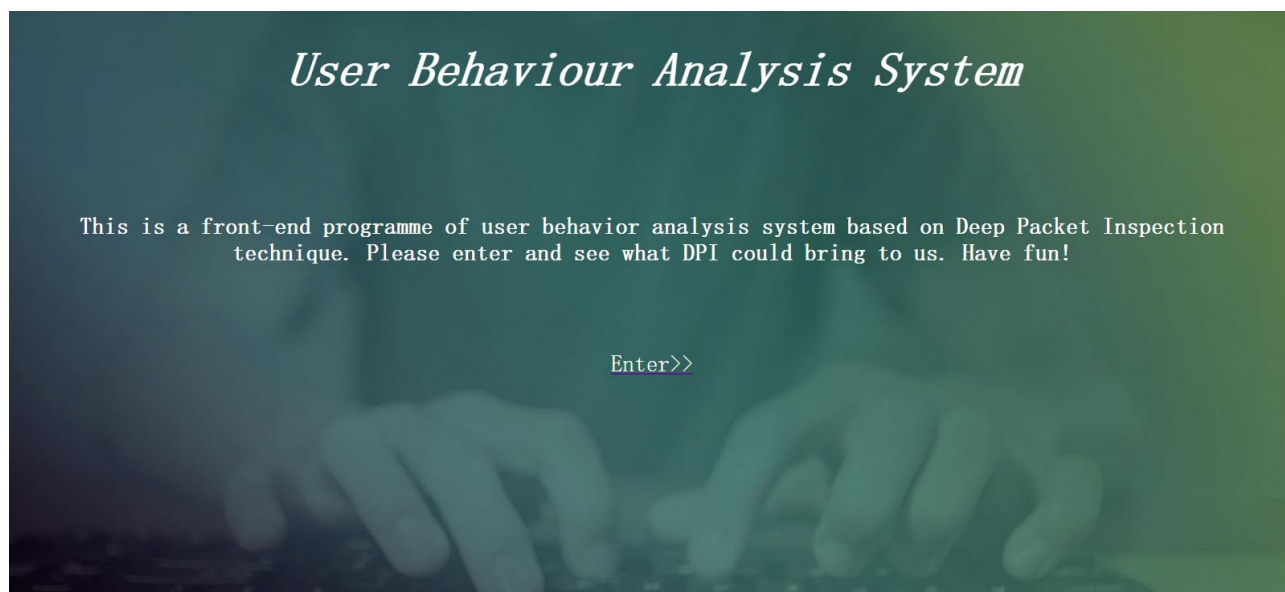 User Behaviour Analysis System
This is a front-end programme of user behavior analysis system based on Deep Packet Inspection
technique. Please enter and see what DPI could bring to us. Have fun!
Enter>>